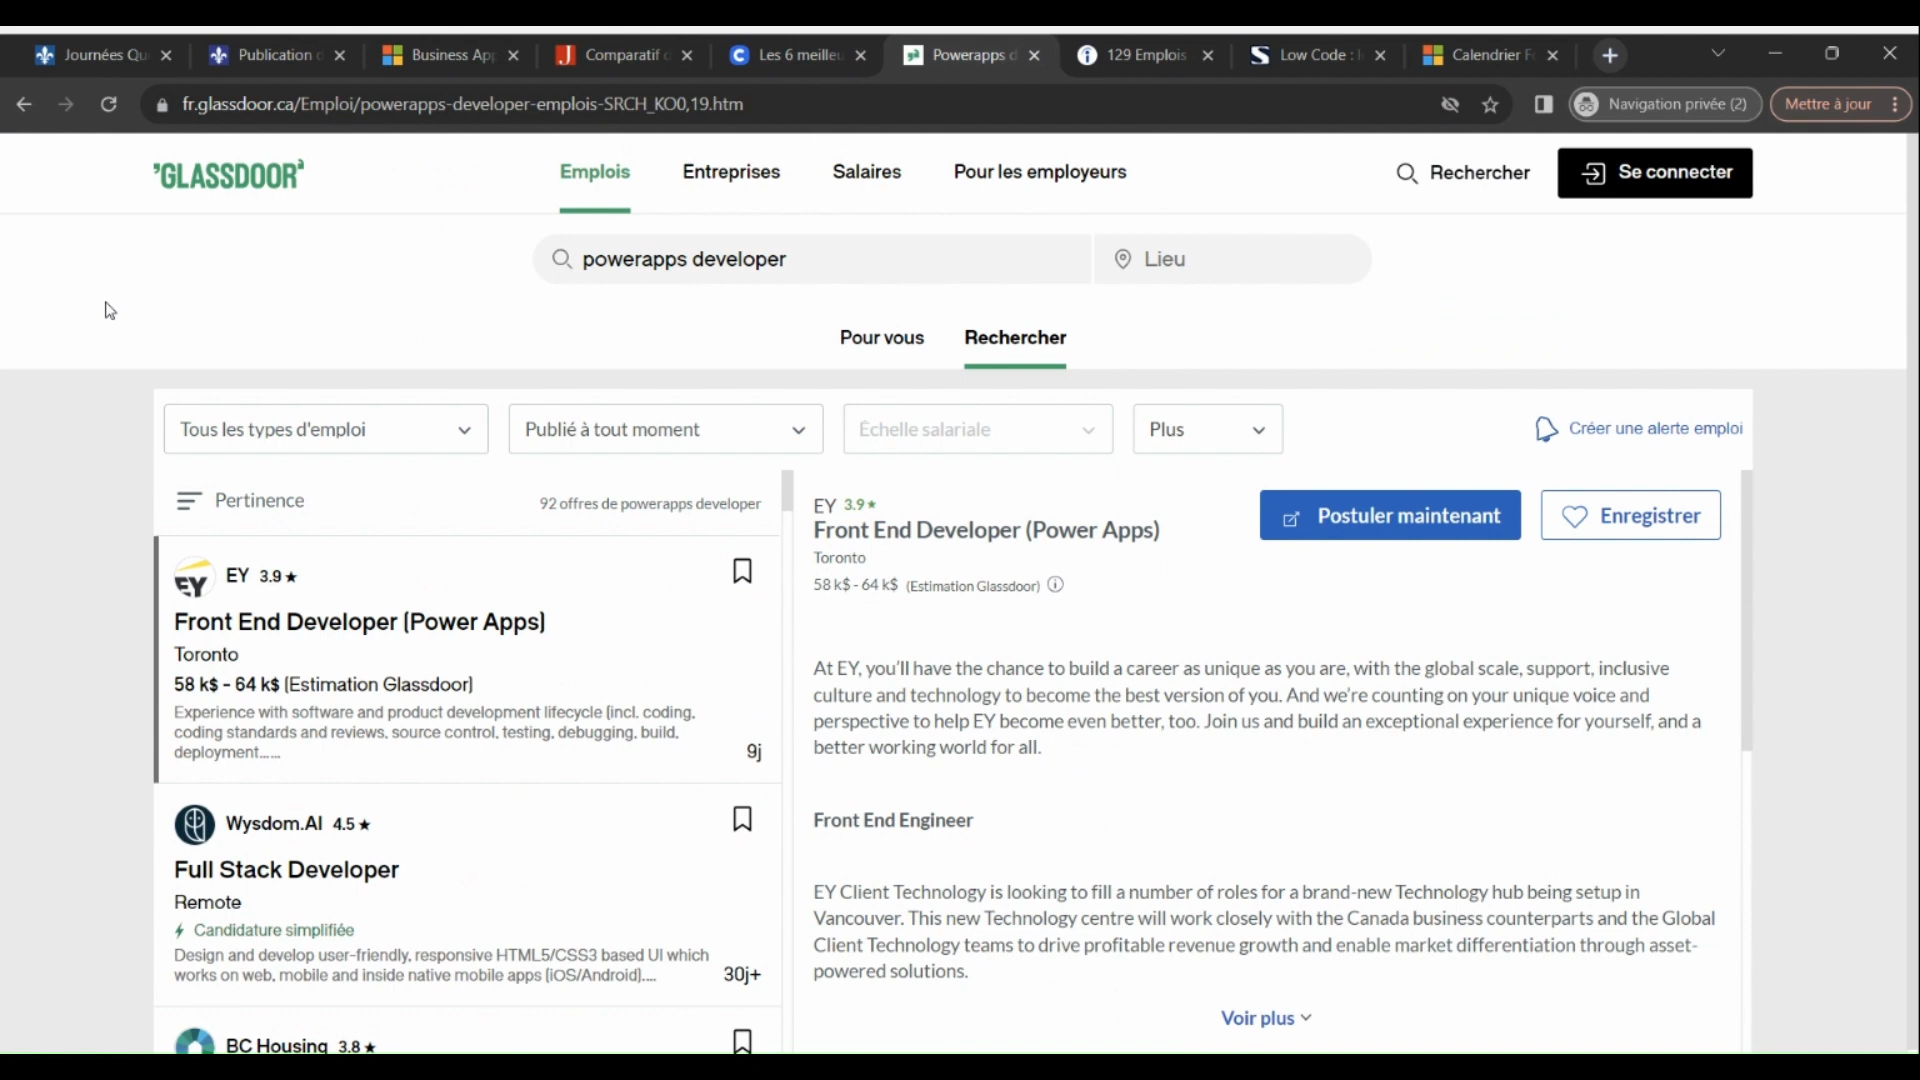 Journées Qu
Publication
Business App
Comparatif
Les 6 meilleu
Powerapps d
129 Emplois
Low Code : l
Calendrier F
fr.glassdoor.ca/Emploi/powerapps-developer-emplois-SRCH_KO0,19.htm
Navigation privée (2)
Mettre à jour
GLASSDOOR
Emplois
Entreprises
Salaires
Pour les employeurs
Rechercher
Se connecter
powerapps developer
Lieu
Pour vous
Rechercher
Tous les types d'emploi
Publié à tout moment
Échelle salariale
Plus
Créer une alerte emploi
Pertinence
92 offres de powerapps developer
EY
EY 3.9 ★
Front End Developer (Power Apps)
Toronto
58 k$ - 64 k$ (Estimation Glassdoor)
Experience with software and product development lifecycle (incl. coding,
coding standards and reviews, source control, testing, debugging, build,
deployment……
9j
Wysdom.AI 4.5 ★
Full Stack Developer
Remote
Candidature simplifiée
Design and develop user-friendly, responsive HTML5/CSS3 based UI which
works on web, mobile and inside native mobile apps (iOS/Android)….
30j+
BC Housing 3.8 ★
EY 3.9 ★
Front End Developer (Power Apps)
Toronto
58 k$ - 64 k$ (Estimation Glassdoor)
Postuler maintenant
Enregistrer
At EY, you'll have the chance to build a career as unique as you are, with the global scale, support, inclusive
culture and technology to become the best version of you. And we're counting on your unique voice and
perspective to help EY become even better, too. Join us and build an exceptional experience for yourself, and a
better working world for all.
Front End Engineer
EY Client Technology is looking to fill a number of roles for a brand-new Technology hub being setup in
Vancouver. This new Technology centre will work closely with the Canada business counterparts and the Global
Client Technology teams to drive profitable revenue growth and enable market differentiation through asset-
powered solutions.
Voir plus